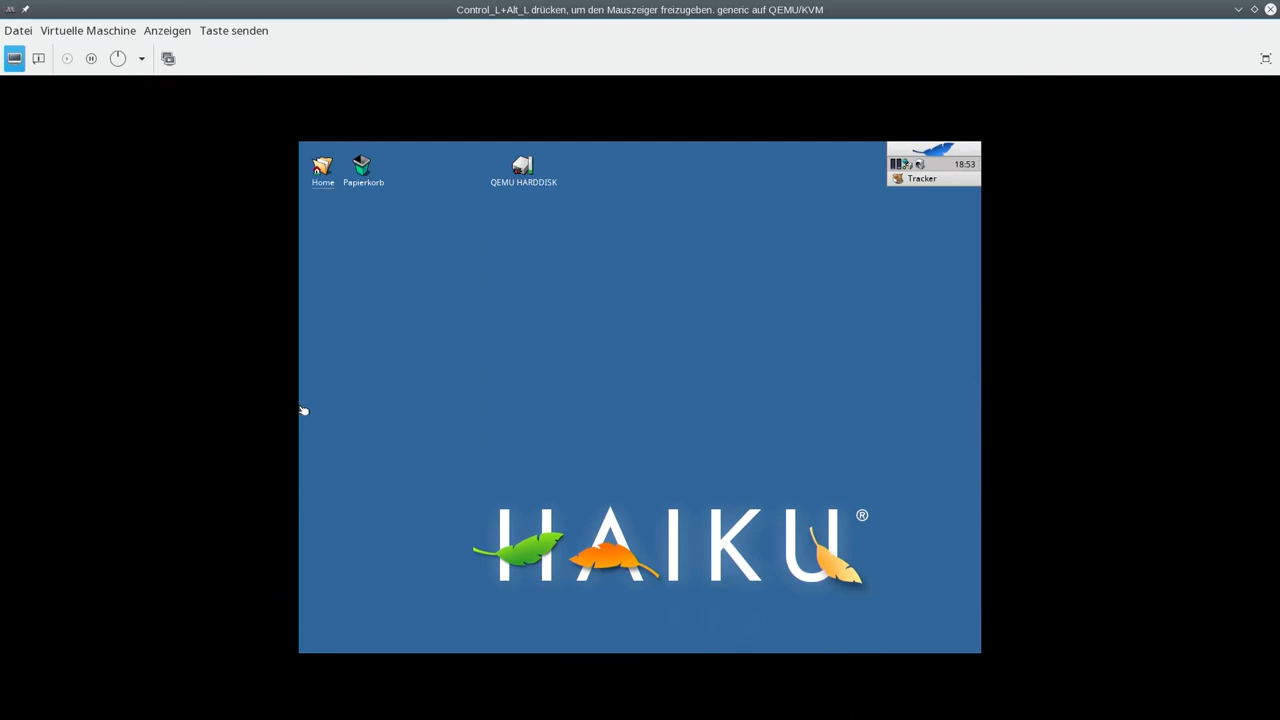 Control_L+Alt_L drücken, um den Mauszeiger freizugeben. generic auf QEMU/KVM
Datei Virtuelle Maschine Anzeigen Taste senden
18:53
Home Papierkorb QEMU HARDDISK Tracker
HAIKU®